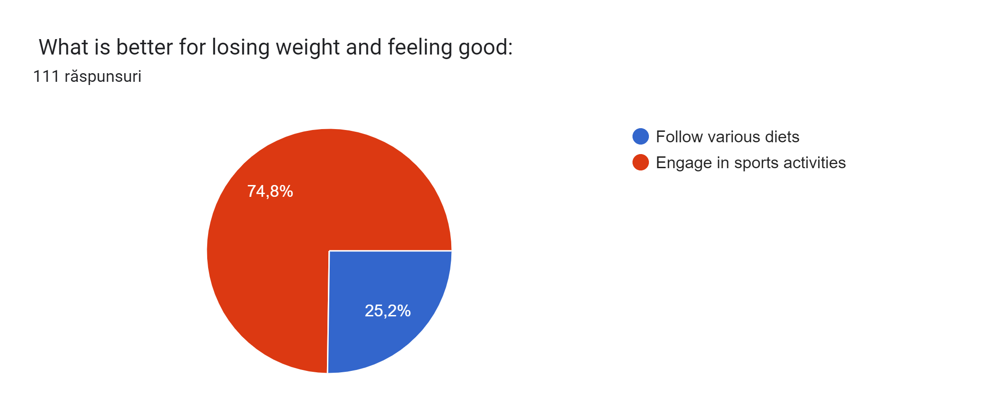 What is better for losing weight and feeling good:
111 răspunsuri
Follow various diets
Engage in sports activities
74,8%
25,2%